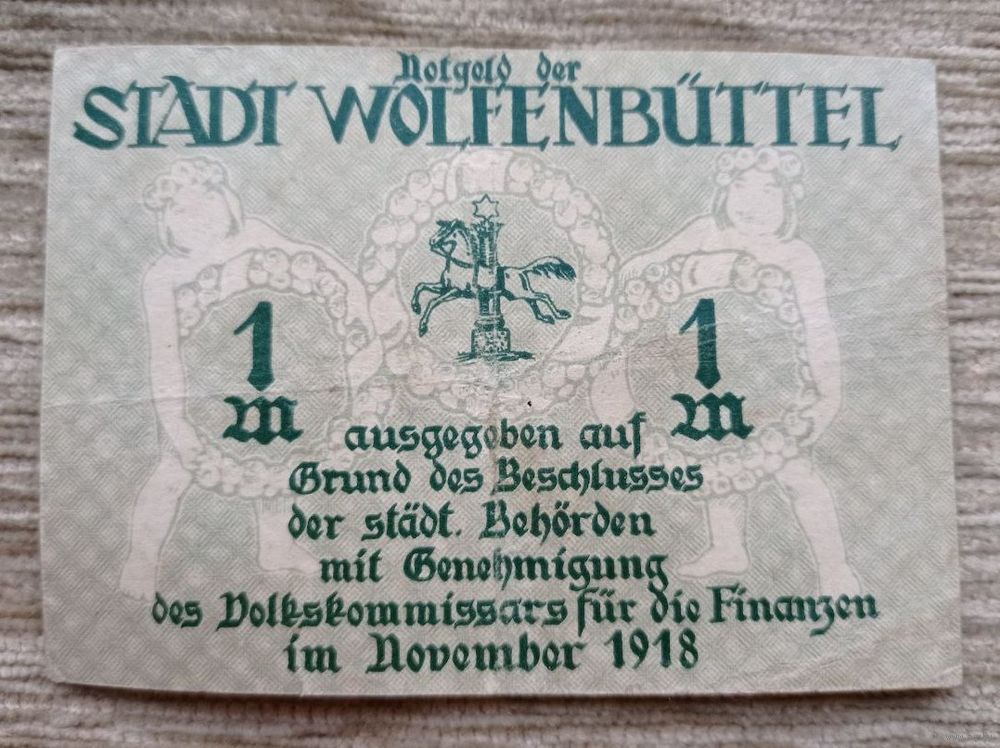 Notgeld der
STADT WOLFENBÜTTEL
1 1
M M
ausgegeben auf
Grund des Beschlusses
der städt. Behörden
mit Genehmigung
des Volkskommissars für die Finanzen
im November 1918